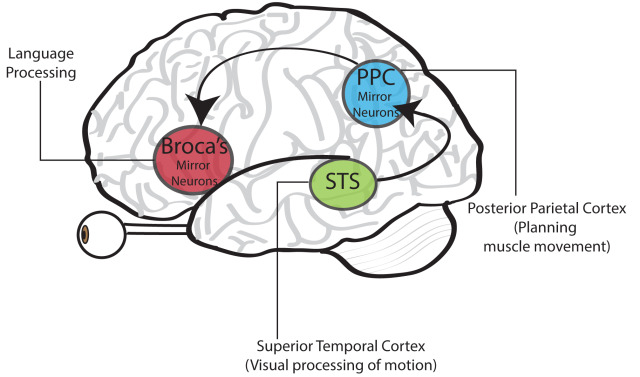 Language
Processing
PPC
Mirror
Neurons
Broca's
Mirror
Neurons
STS
Posterior Parietal Cortex
(Planning
muscle movement)
Superior Temporal Cortex
(Visual processing of motion)